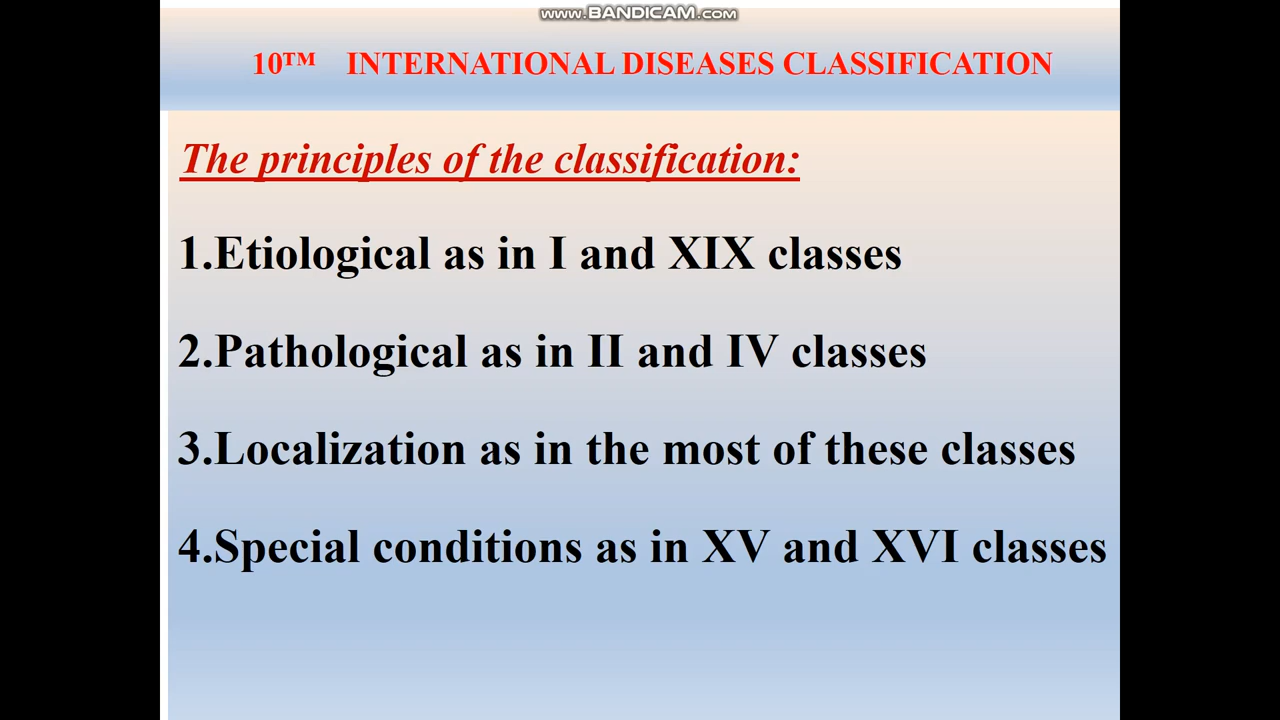 www.BANDICAM.com
10™ INTERNATIONAL DISEASES CLASSIFICATION
The principles of the classification:
1.Etiological as in I and XIX classes
2.Pathological as in II and IV classes
3.Localization as in the most of these classes
4.Special conditions as in XV and XVI classes